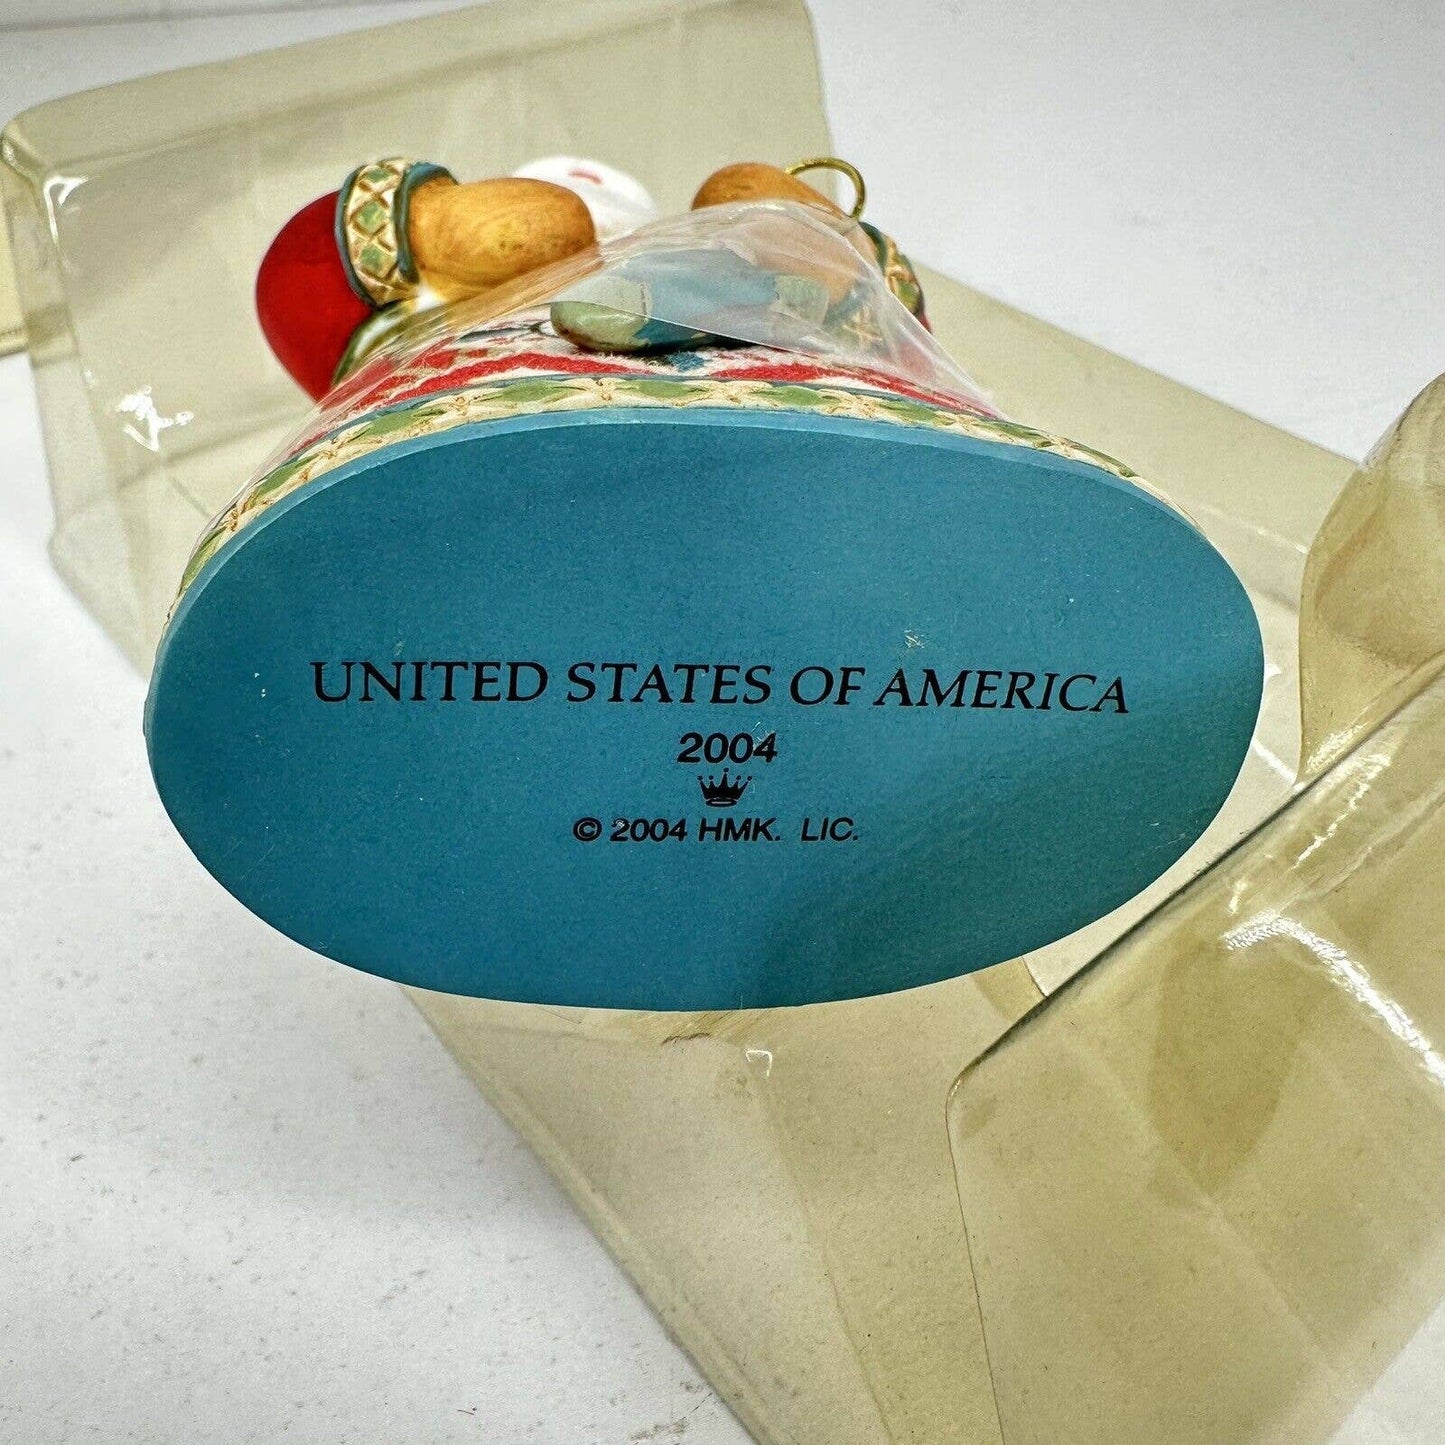 UNITED STATES OF AMERICA
2004
© 2004 HMK. LIC.